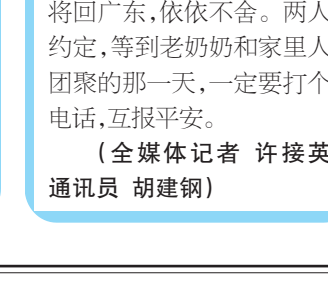 将回广东,依依不舍。两人
约定,等到老奶奶和家里人
团聚的那一天,一定要打个
电话,互报平安。
(全媒体记者 许接英
通讯员 胡建钢)